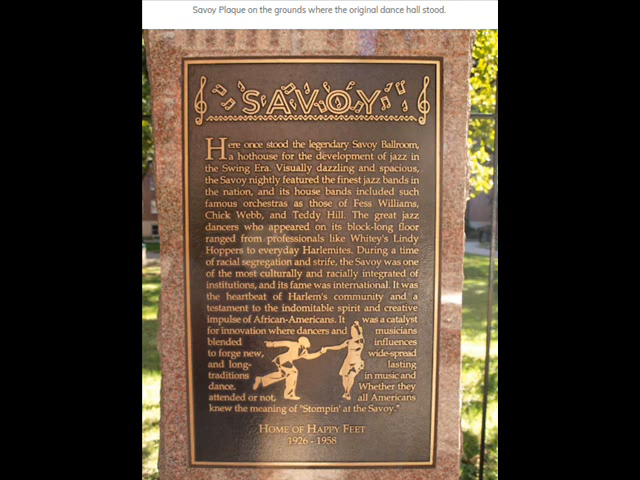 Savoy Plaque on the grounds where the original dance hall stood.
SAVOY
Here once stood the legendary Savoy Ballroom,
a hothouse for the development of jazz in
the Swing Era. Visually dazzling and spacious,
the Savoy nightly featured the finest jazz bands in
the nation, and its house bands included such
famous orchestras as those of Fess Williams,
Chick Webb, and Teddy Hill. The great jazz
dancers who appeared on its block-long floor
ranged from professionals like Whitey's Lindy
Hoppers to everyday Harlemites. During a time
of racial segregation and strife, the Savoy was one
of the most culturally and racially integrated of
institutions, and its fame was international. It was
the heartbeat of Harlem's community and a
testament to the indomitable spirit and creative
impulse of African-Americans. It was a catalyst
for innovation where dancers and musicians
blended influences
to forge new, wide-spread
and long- lasting
traditions in music and
dance. Whether they
attended or not, all Americans
knew the meaning of "Stompin' at the Savoy."
HOME OF HAPPY FEET
1926 - 1958